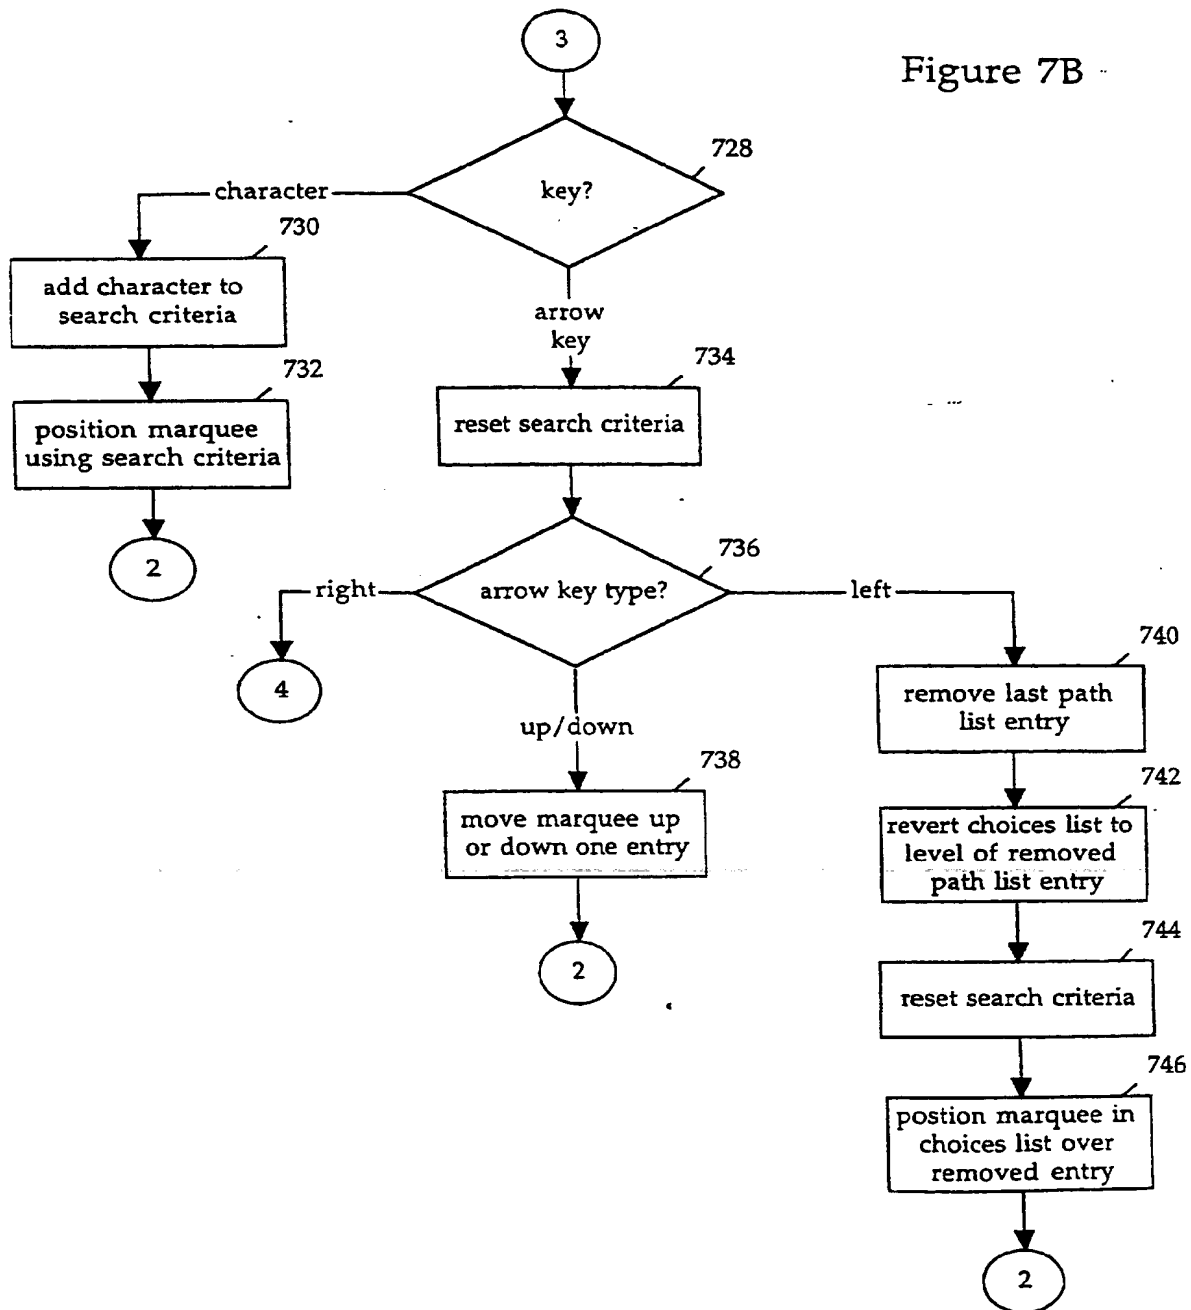 3
Figure 7B
728
key?
character
730
add character to
search criteria
732
position marquee
using search criteria
2
arrow
key
734
reset search criteria
736
arrow key type?
right
4
up/down
738
move marquee up
or down one entry
2
left
740
remove last path
list entry
742
revert choices list to
level of removed
path list entry
744
reset search criteria
746
postion marquee in
choices list over
removed entry
2